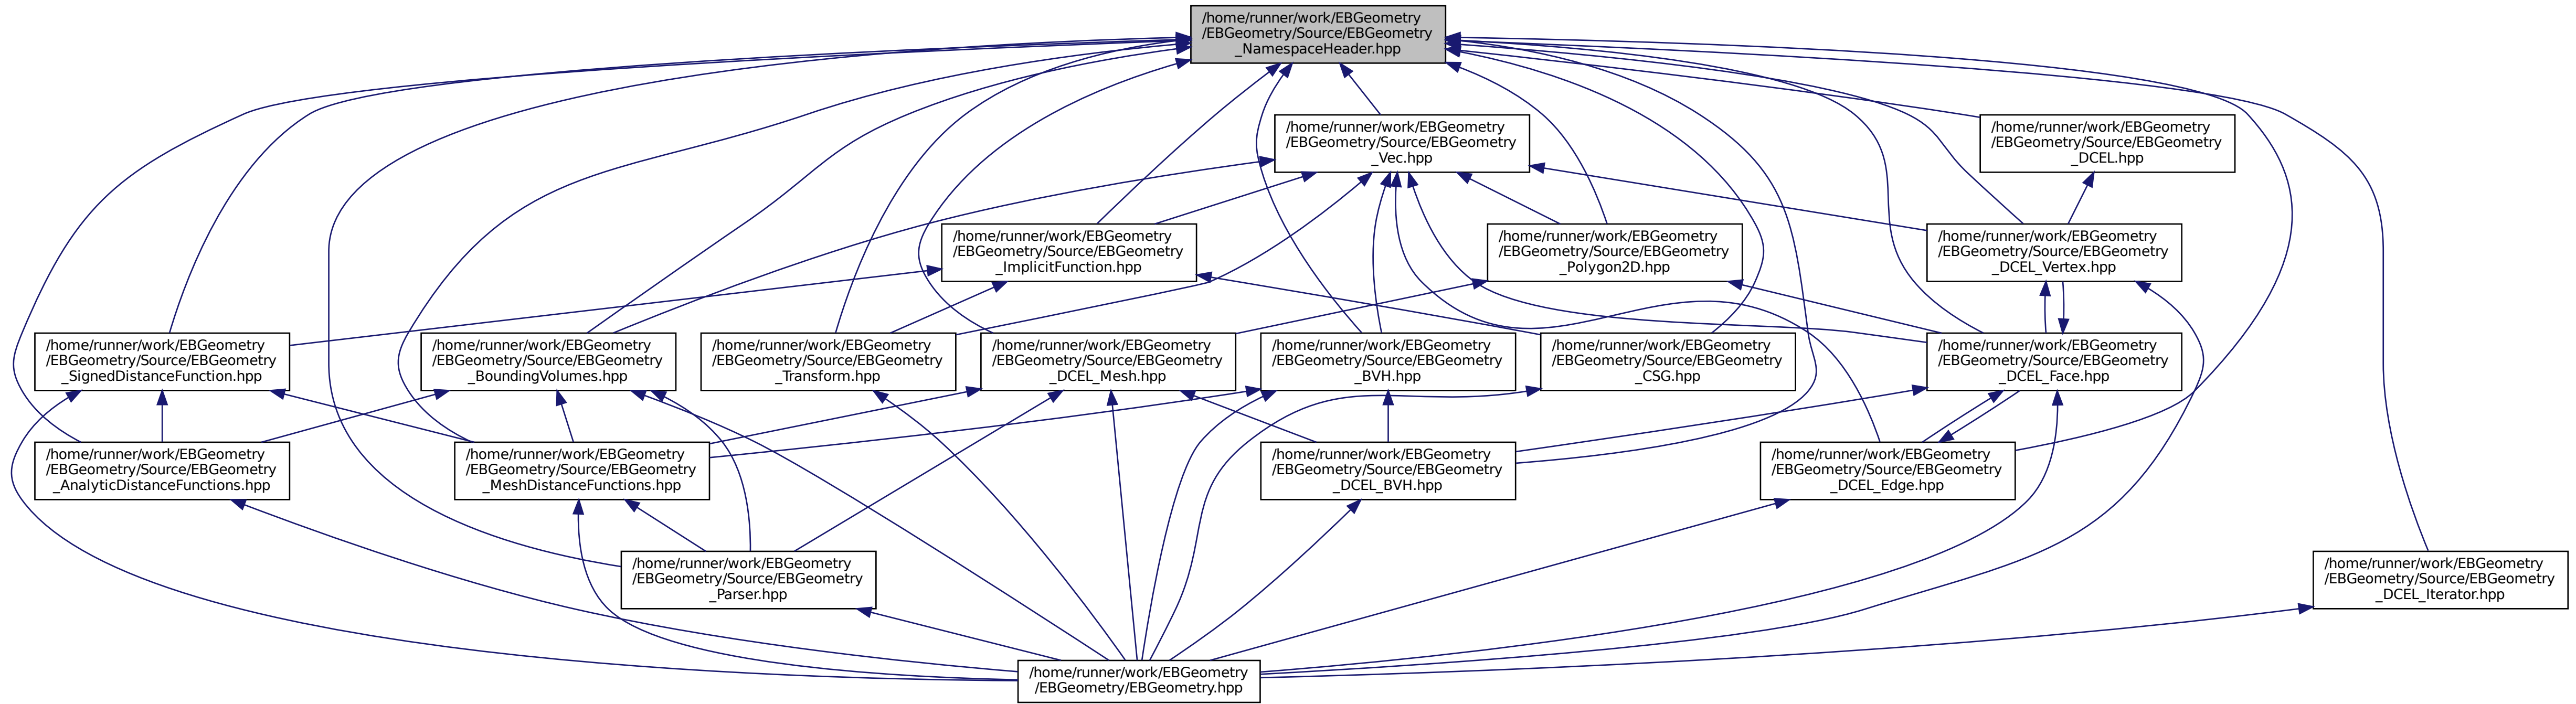 /home/runner/work/EBGeometry
/EBGeometry/Source/EBGeometry
_NamespaceHeader.hpp
/home/runner/work/EBGeometry
/EBGeometry/Source/EBGeometry
_Vec.hpp
/home/runner/work/EBGeometry
/EBGeometry/Source/EBGeometry
_DCEL.hpp
/home/runner/work/EBGeometry
/EBGeometry/Source/EBGeometry
_ImplicitFunction.hpp
/home/runner/work/EBGeometry
/EBGeometry/Source/EBGeometry
_Polygon2D.hpp
/home/runner/work/EBGeometry
/EBGeometry/Source/EBGeometry
_DCEL_Vertex.hpp
/home/runner/work/EBGeometry
/EBGeometry/Source/EBGeometry
_SignedDistanceFunction.hpp
/home/runner/work/EBGeometry
/EBGeometry/Source/EBGeometry
_BoundingVolumes.hpp
/home/runner/work/EBGeometry
/EBGeometry/Source/EBGeometry
_Transform.hpp
/home/runner/work/EBGeometry
/EBGeometry/Source/EBGeometry
_DCEL_Mesh.hpp
/home/runner/work/EBGeometry
/EBGeometry/Source/EBGeometry
_BVH.hpp
/home/runner/work/EBGeometry
/EBGeometry/Source/EBGeometry
_CSG.hpp
/home/runner/work/EBGeometry
/EBGeometry/Source/EBGeometry
_DCEL_Face.hpp
/home/runner/work/EBGeometry
/EBGeometry/Source/EBGeometry
_AnalyticDistanceFunctions.hpp
/home/runner/work/EBGeometry
/EBGeometry/Source/EBGeometry
_MeshDistanceFunctions.hpp
/home/runner/work/EBGeometry
/EBGeometry/Source/EBGeometry
_DCEL_BVH.hpp
/home/runner/work/EBGeometry
/EBGeometry/Source/EBGeometry
_DCEL_Edge.hpp
/home/runner/work/EBGeometry
/EBGeometry/Source/EBGeometry
_Parser.hpp
/home/runner/work/EBGeometry
/EBGeometry/Source/EBGeometry
_DCEL_Iterator.hpp
/home/runner/work/EBGeometry
/EBGeometry/EBGeometry.hpp